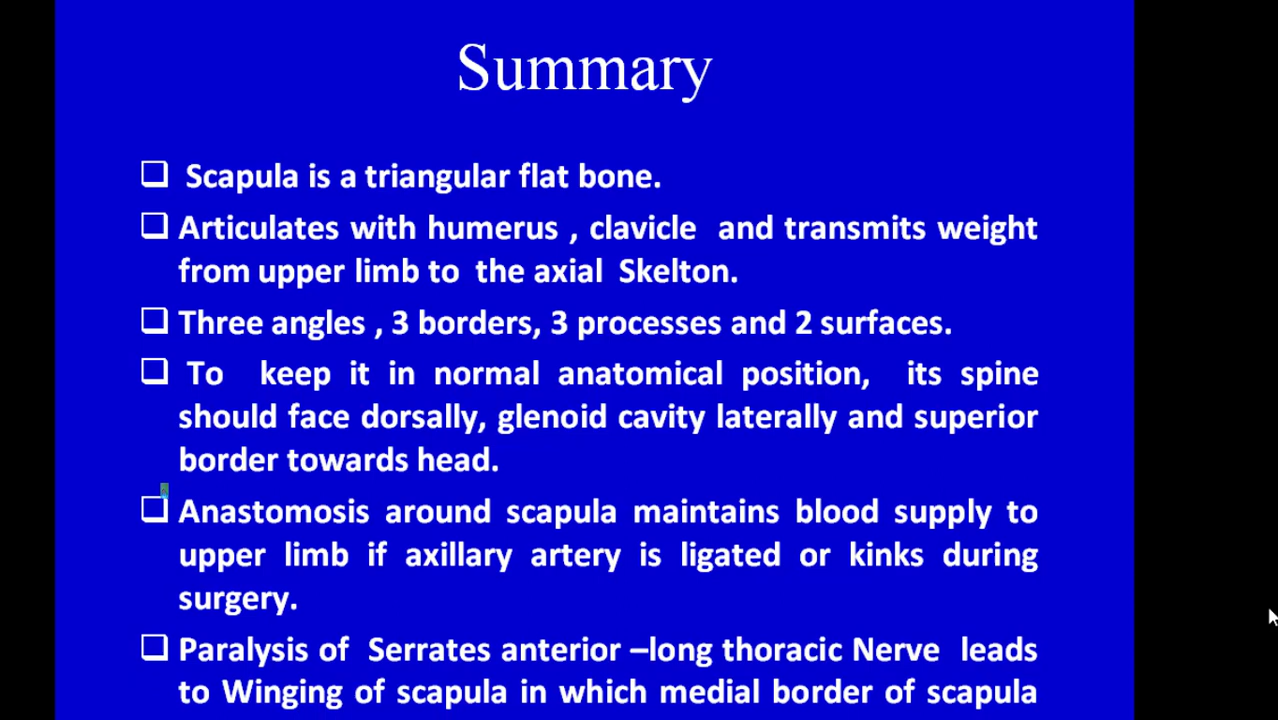 Summary
Scapula is a triangular flat bone.
Articulates with humerus , clavicle and transmits weight
from upper limb to the axial Skelton.
Three angles , 3 borders, 3 processes and 2 surfaces.
To keep it in normal anatomical position, its spine
should face dorsally, glenoid cavity laterally and superior
border towards head.
Anastomosis around scapula maintains blood supply to
upper limb if axillary artery is ligated or kinks during
surgery.
Paralysis of Serrates anterior –long thoracic Nerve leads
to Winging of scapula in which medial border of scapula